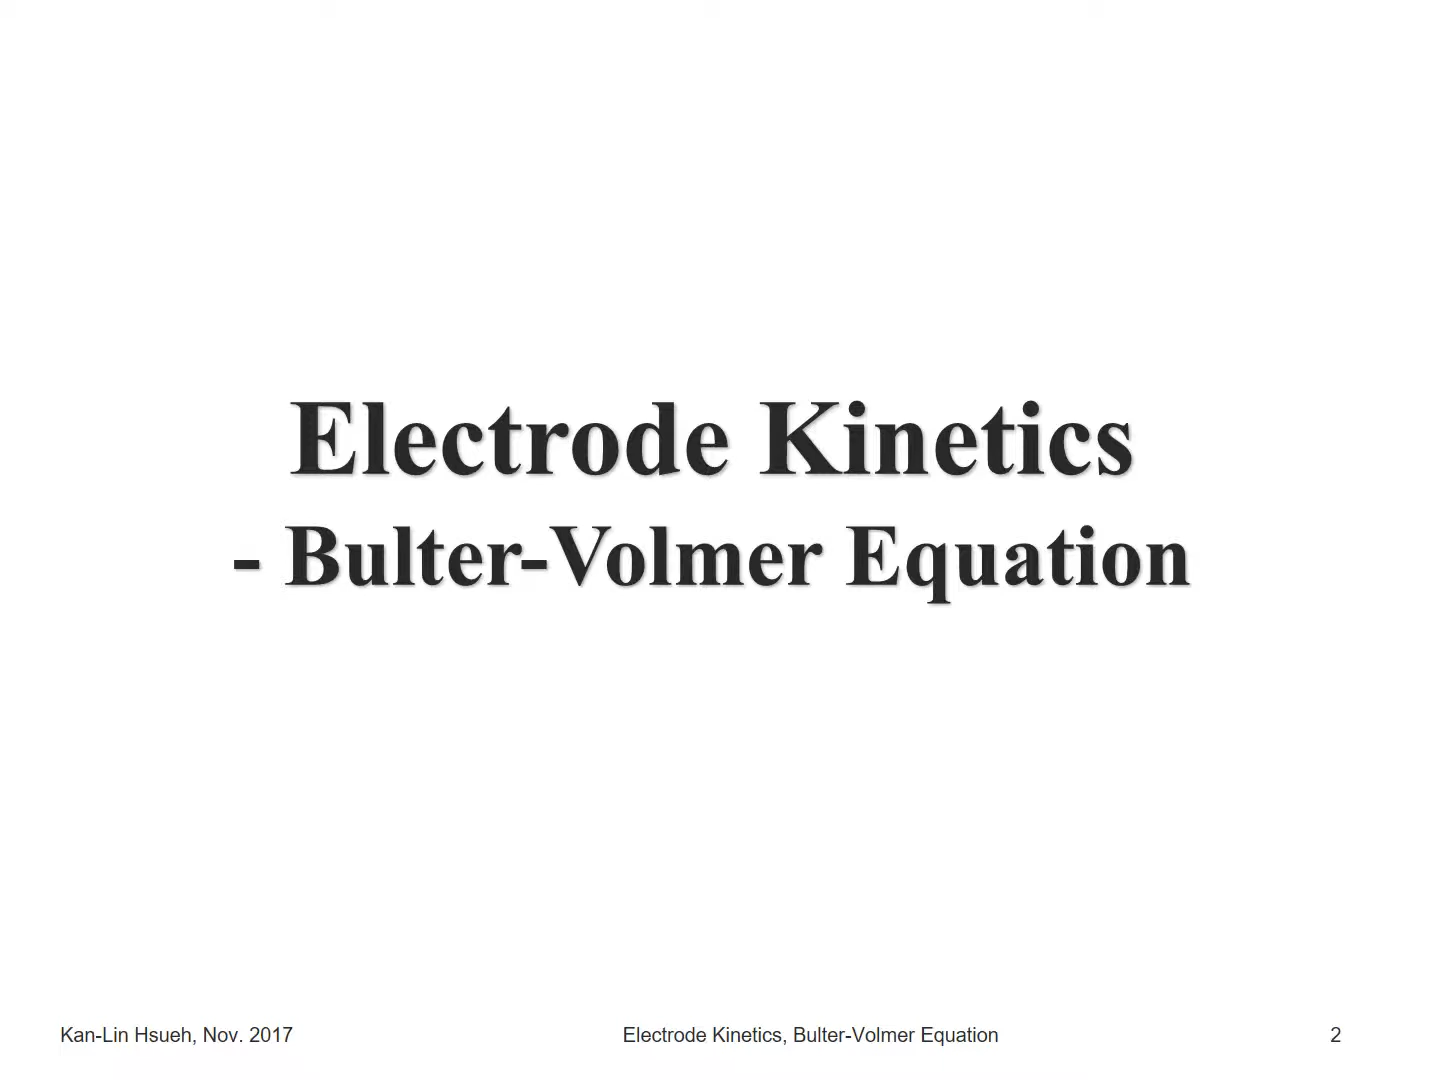 Electrode Kinetics
- Bulter-Volmer Equation
Kan-Lin Hsueh, Nov. 2017
Electrode Kinetics, Bulter-Volmer Equation
2